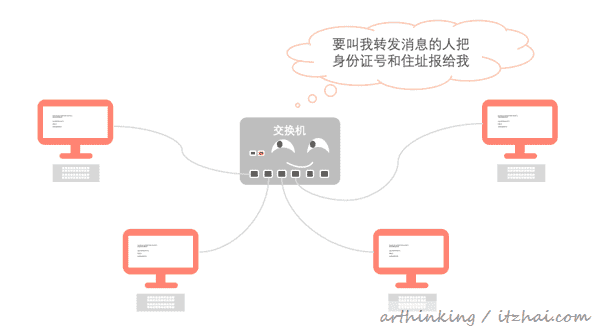 要叫我转发消息的人把
身份证号和住址报给我
交换机
arthinking / itzhai.com